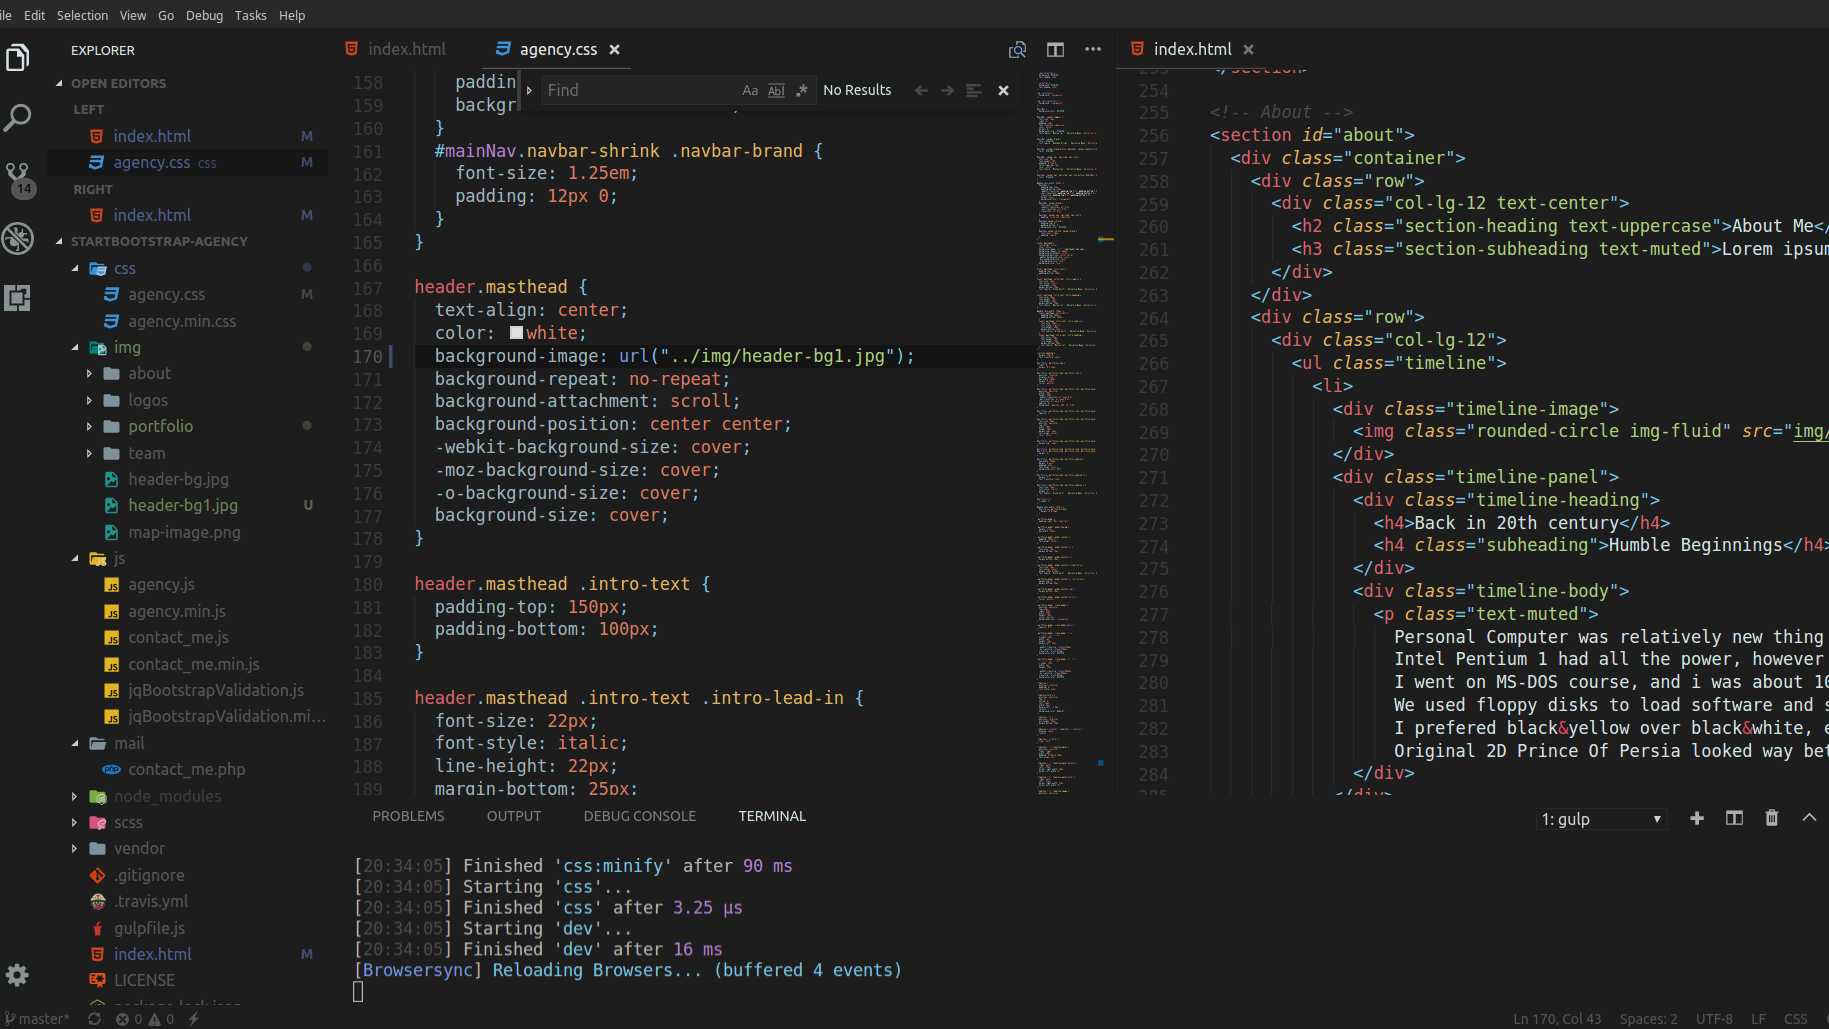 ile Edit Selection View Go Debug Tasks Help
EXPLORER
OPEN EDITORS
LEFT
index.html M
agency.css css M
RIGHT
index.html M
STARTBOOTSTRAP-AGENCY
css
agency.css M
agency.min.css
img
about
logos
portfolio
team
header-bg.jpg
header-bg1.jpg U
map-image.png
js
agency.js
agency.min.js
contact_me.js
contact_me.min.js
jqBootstrapValidation.js
jqBootstrapValidation.mi...
mail
contact_me.php
node_modules
scss
vendor
.gitignore
.travis.yml
gulpfile.js
index.html M
LICENSE
package-lock.json
14
index.html agency.css
Find Aa Abl .* No Results
158 paddin
159 backgr
160 }
161 #mainNav.navbar-shrink .navbar-brand {
162 font-size: 1.25em;
163 padding: 12px 0;
164 }
165 }
166
167 header.masthead {
168 text-align: center;
169 color: white;
170 background-image: url("../img/header-bg1.jpg");
171 background-repeat: no-repeat;
172 background-attachment: scroll;
173 background-position: center center;
174 -webkit-background-size: cover;
175 -moz-background-size: cover;
176 -o-background-size: cover;
177 background-size: cover;
178 }
179
180 header.masthead .intro-text {
181 padding-top: 150px;
182 padding-bottom: 100px;
183 }
184
185 header.masthead .intro-text .intro-lead-in {
186 font-size: 22px;
187 font-style: italic;
188 line-height: 22px;
189 margin-bottom: 25px;
index.html
253 </section>
254
255 <!-- About -->
256 <section id="about">
257 <div class="container">
258 <div class="row">
259 <div class="col-lg-12 text-center">
260 <h2 class="section-heading text-uppercase">About Me</
261 <h3 class="section-subheading text-muted">Lorem ipsum
262 </div>
263 </div>
264 <div class="row">
265 <div class="col-lg-12">
266 <ul class="timeline">
267 <li>
268 <div class="timeline-image">
269 <img class="rounded-circle img-fluid" src="img/
270 </div>
271 <div class="timeline-panel">
272 <div class="timeline-heading">
273 <h4>Back in 20th century</h4>
274 <h4 class="subheading">Humble Beginnings</h4>
275 </div>
276 <div class="timeline-body">
277 <p class="text-muted">
278 Personal Computer was relatively new thing
279 Intel Pentium 1 had all the power, however
280 I went on MS-DOS course, and i was about 10
281 We used floppy disks to load software and s
282 I prefered black&yellow over black&white, e
283 Original 2D Prince Of Persia looked way bet
284 </div>
285 </div>
PROBLEMS OUTPUT DEBUG CONSOLE TERMINAL 1: gulp
[20:34:05] Finished 'css:minify' after 90 ms
[20:34:05] Starting 'css'...
[20:34:05] Finished 'css' after 3.25 μs
[20:34:05] Starting 'dev'...
[20:34:05] Finished 'dev' after 16 ms
[Browsersync] Reloading Browsers... (buffered 4 events)
master* 0 0 Ln 170, Col 43 Spaces: 2 UTF-8 LF CSS